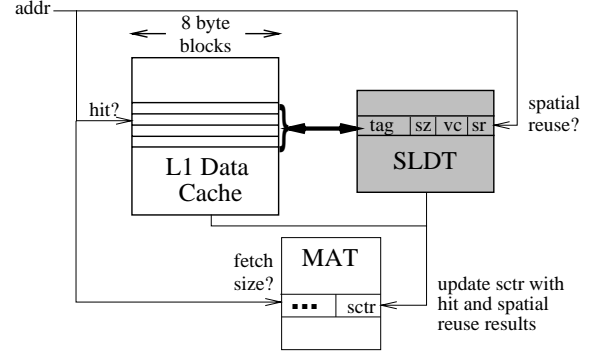 addr
8 byte
blocks
hit?
spatial
reuse?
tag sz vc sr
L1 Data
Cache
SLDT
MAT
fetch
size?
... sctr
update sctr with
hit and spatial
reuse results